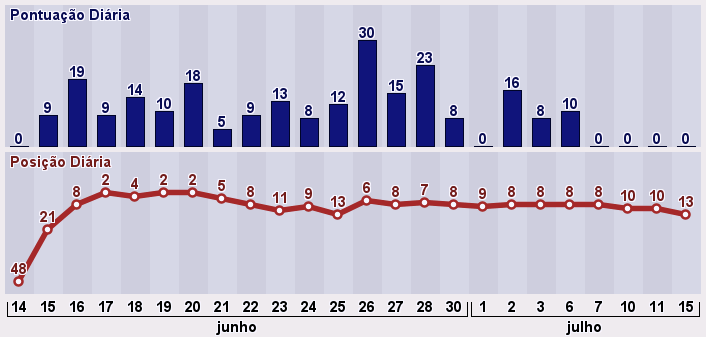 Pontuação Diária
0 9 19 9 14 10 18 5 9 13 8 12 30 15 23 8 0 16 8 10 0 0 0 0
Posição Diária
48 21 8 2 4 2 2 5 8 11 9 13 6 8 7 8 9 8 8 8 8 10 10 13
14 15 16 17 18 19 20 21 22 23 24 25 26 27 28 30 1 2 3 6 7 10 11 15
junho julho